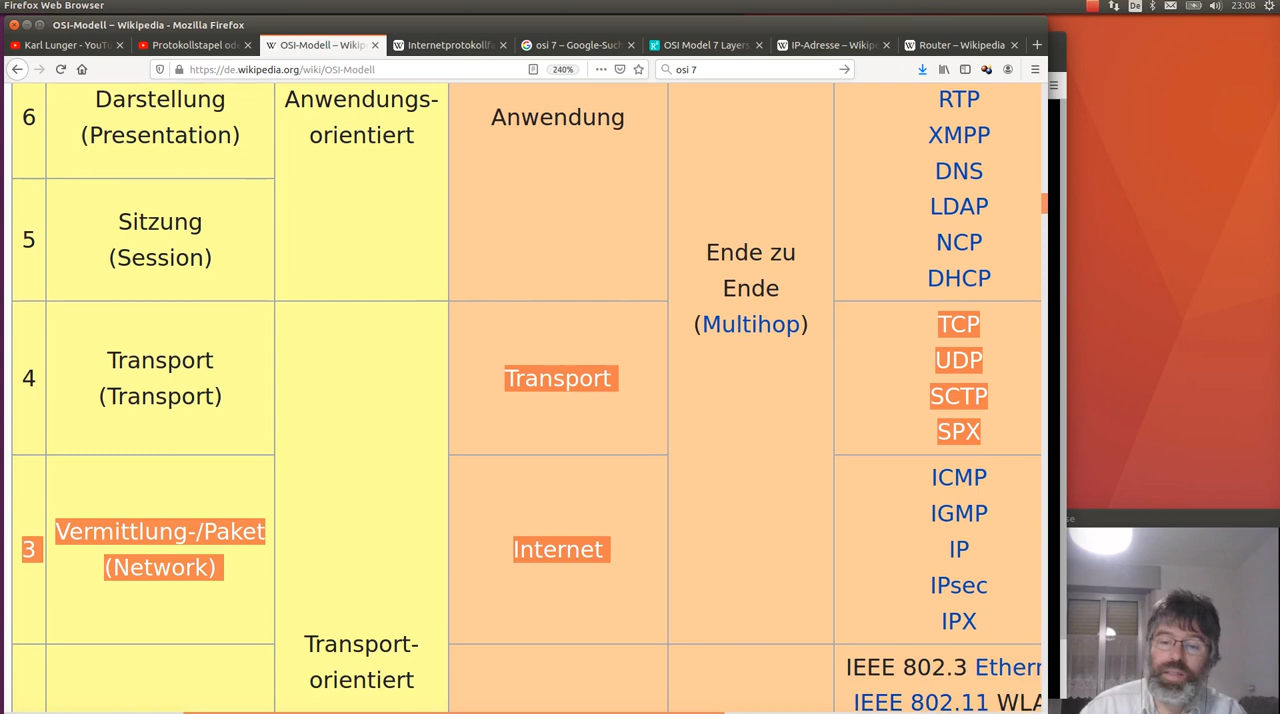 Firefox Web Browser
De
23:08
OSI-Modell – Wikipedia - Mozilla Firefox
Karl Lunger - YouTu
Protokollstapel ode
OSI-Modell – Wikip
Internetprotokollfa
osi 7 – Google-Such
OSI Model 7 Layers
IP-Adresse – Wikipe
Router – Wikipedia
https://de.wikipedia.org/wiki/OSI-Modell
240%
osi 7
6
Darstellung
(Presentation)
Anwendungs-
orientiert
Anwendung
RTP
XMPP
DNS
LDAP
NCP
DHCP
5
Sitzung
(Session)
Ende zu
Ende
(Multihop)
4
Transport
(Transport)
Transport
TCP
UDP
SCTP
SPX
3
Vermittlung-/Paket
(Network)
Internet
ICMP
IGMP
IP
IPsec
IPX
Transport-
orientiert
IEEE 802.3 Ethern
IEEE 802.11 WLA
se